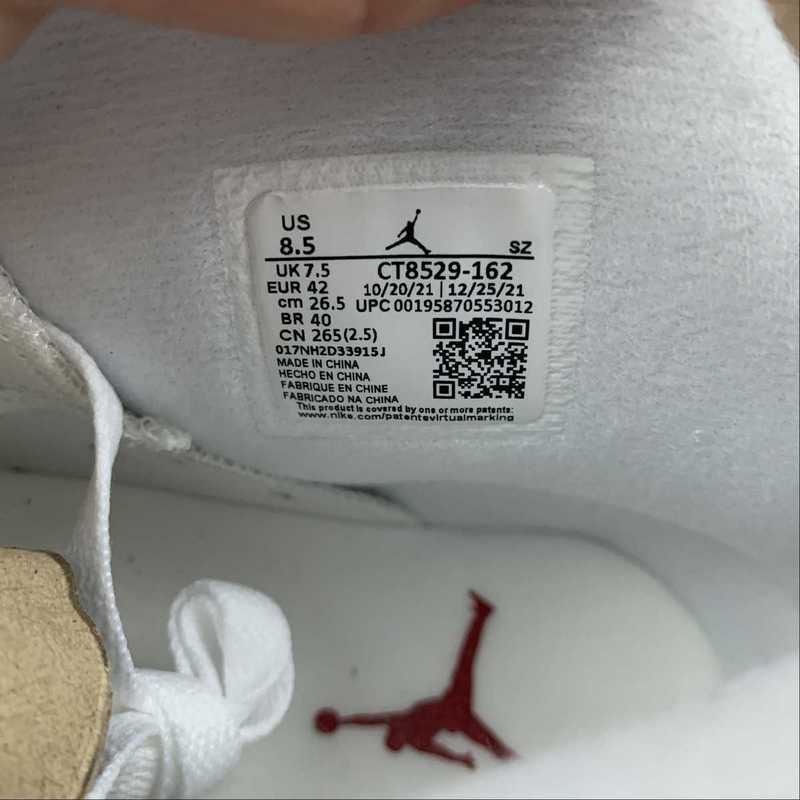 US
8.5 SZ
UK 7.5 CT8529-162
EUR 42 10/20/21 | 12/25/21
cm 26.5 UPC 00195870553012
BR 40
CN 265(2.5)
017NH2D33915J
MADE IN CHINA
HECHO EN CHINA
FABRIQUE EN CHINE
FABRICADO NA CHINA
This product is covered by one or more patents:
www.nike.com/patentevirtualmarking